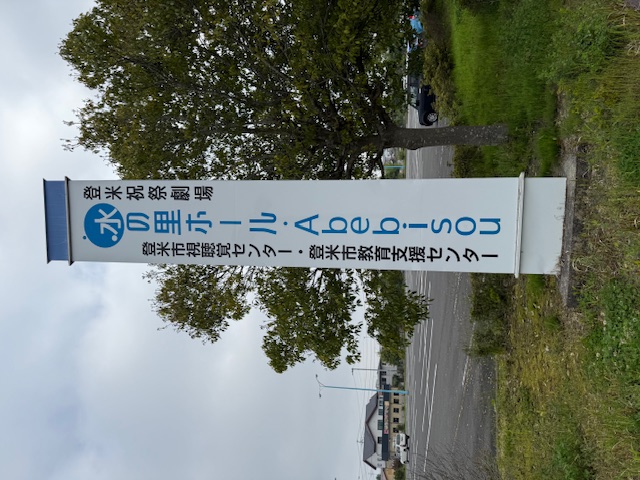 登米祝祭劇場
水の里ホール・Abebisou
登米市視聴覚センター・登米市教育支援センター